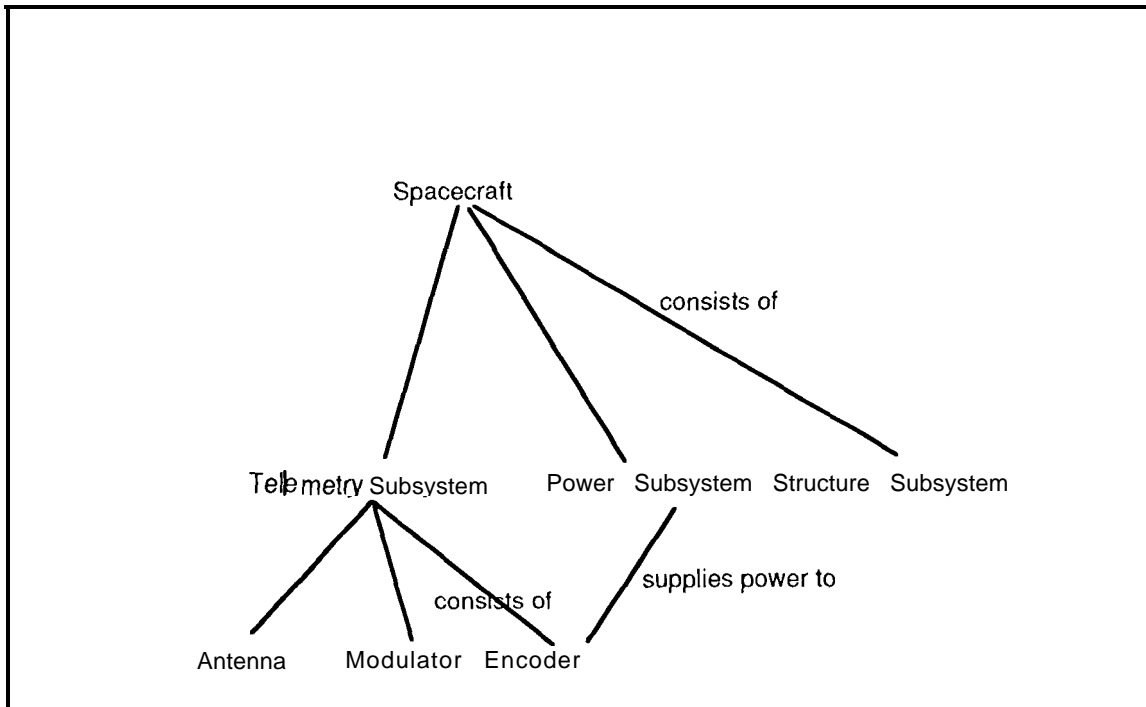 Spacecraft
consists of
Telemetry Subsystem
Power Subsystem
Structure Subsystem
supplies power to
consists of
Antenna
Modulator
Encoder